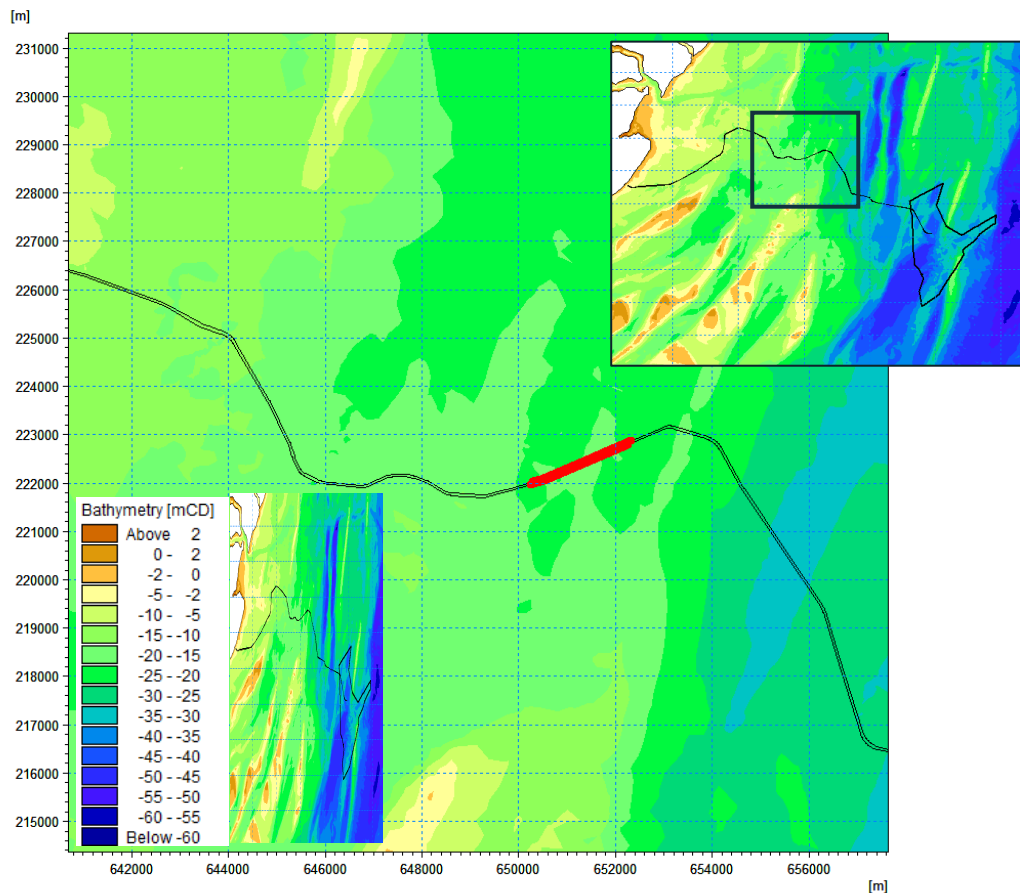 [m]
231000
230000
229000
228000
227000
226000
225000
224000
223000
222000
221000
220000
219000
218000
217000
216000
215000
Bathymetry [mCD]
Above 2
0 - 2
-2 - 0
-5 - -2
-10 - -5
-15 - -10
-20 - -15
-25 - -20
-30 - -25
-35 - -30
-40 - -35
-45 - -40
-50 - -45
-55 - -50
-60 - -55
Below -60
642000 644000 646000 648000 650000 652000 654000 656000
[m]